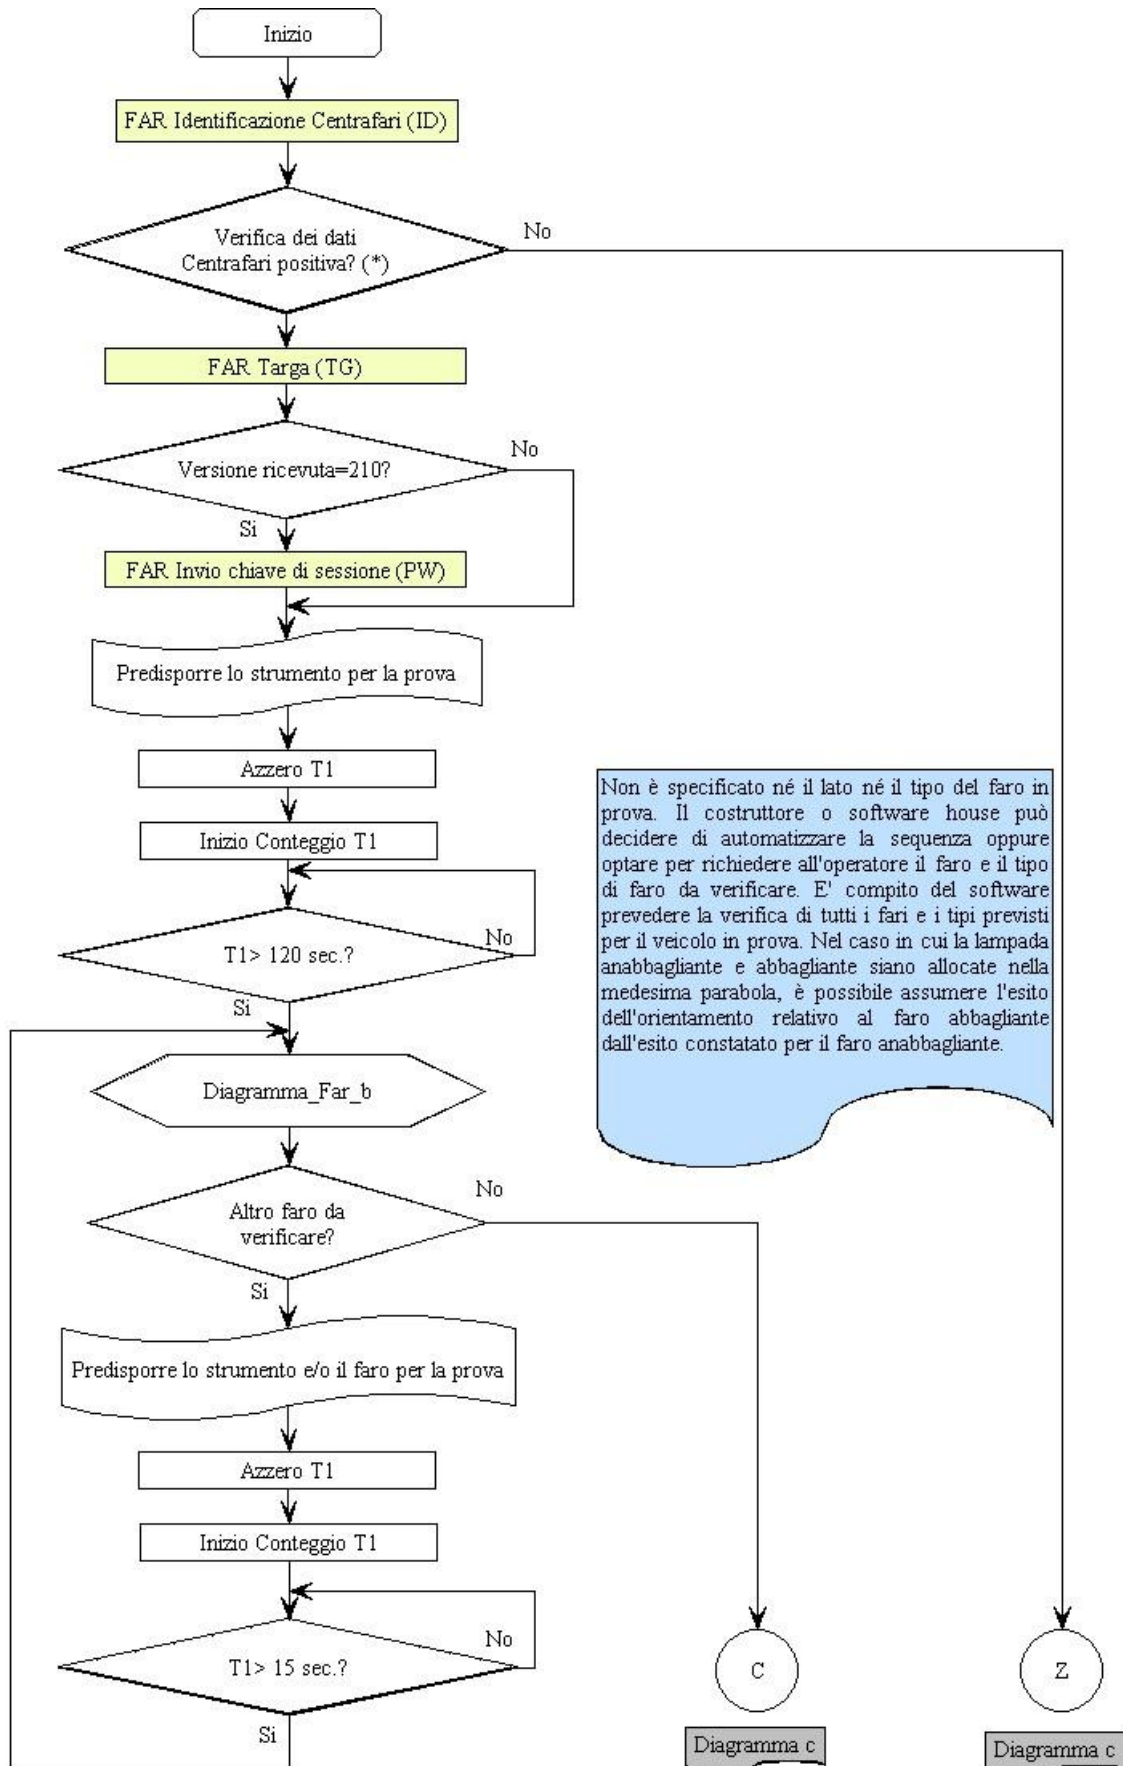 Inizio
FAR Identificazione Centrafari (ID)
Verifica dei dati
Centrafari positiva? (*)
No
FAR Targa (TG)
Versione ricevuta=210?
No
Si
FAR Invio chiave di sessione (PW)
Predisporre lo strumento per la prova
Azzero T1
Inizio Conteggio T1
T1> 120 sec.?
No
Si
Non è specificato né il lato né il tipo del faro in
prova. Il costruttore o software house può
decidere di automatizzare la sequenza oppure
optare per richiedere all'operatore il faro e il tipo
di faro da verificare. E' compito del software
prevedere la verifica di tutti i fari e i tipi previsti
per il veicolo in prova. Nel caso in cui la lampada
anabbagliante e abbagliante siano allocate nella
medesima parabola, è possibile assumere l'esito
dell'orientamento relativo al faro abbagliante
dall'esito constatato per il faro anabbagliante.
Diagramma_Far_b
Altro faro da
verificare?
No
Si
Predisporre lo strumento e/o il faro per la prova
Azzero T1
Inizio Conteggio T1
T1> 15 sec.?
No
Si
C
Diagramma c
Z
Diagramma c